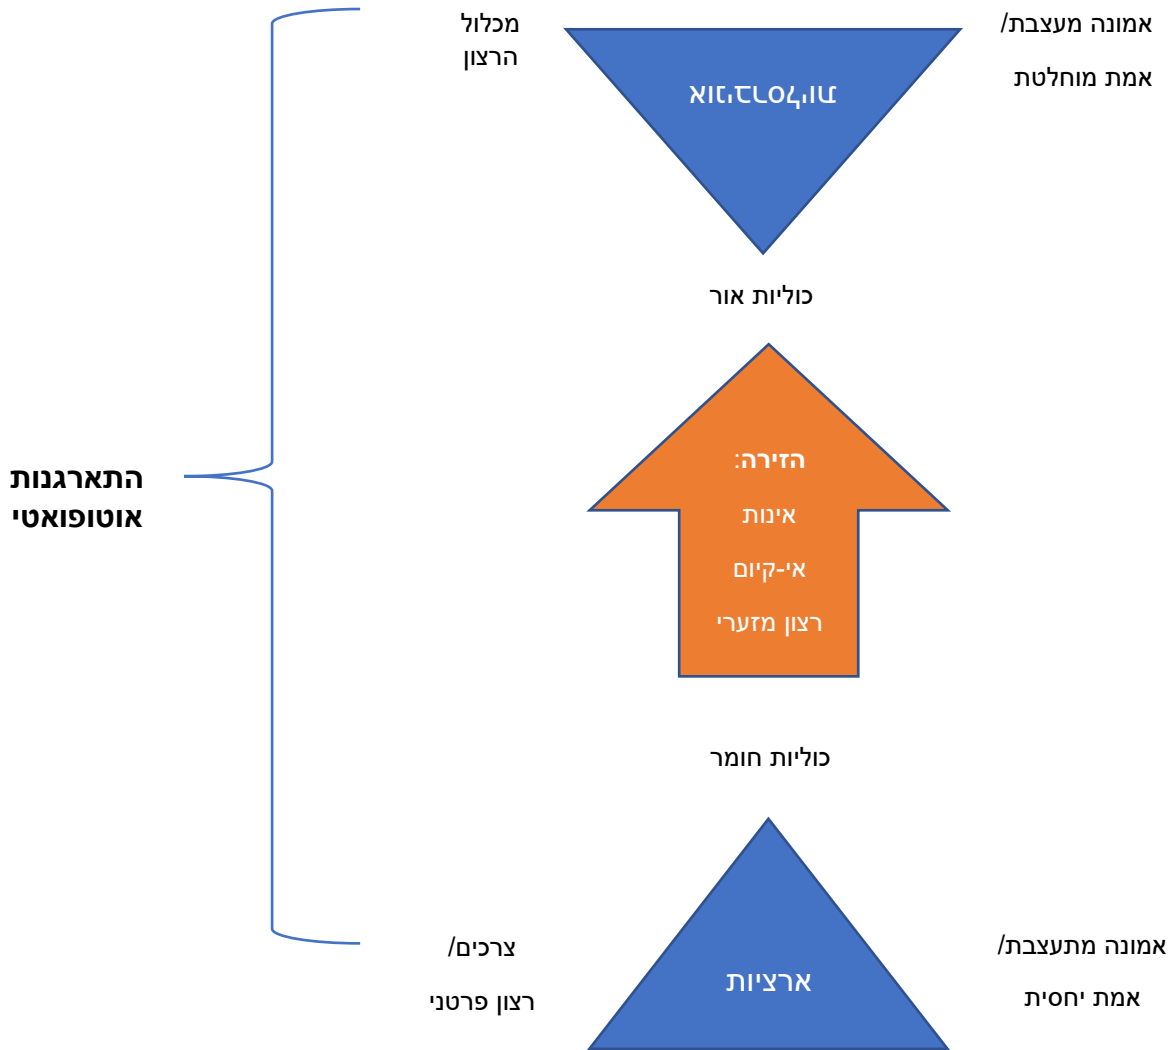 אמונה מעצבת/
אמת מוחלטת
מכלול
הרצון
אוניברסליות
כוליות אור
הזירה:
אינות
אי-קיום
רצון מזערי
התארגנות
אוטופואטי
כוליות חומר
אמונה מתעצבת/
אמת יחסית
ארציות
צרכים/
רצון פרטני